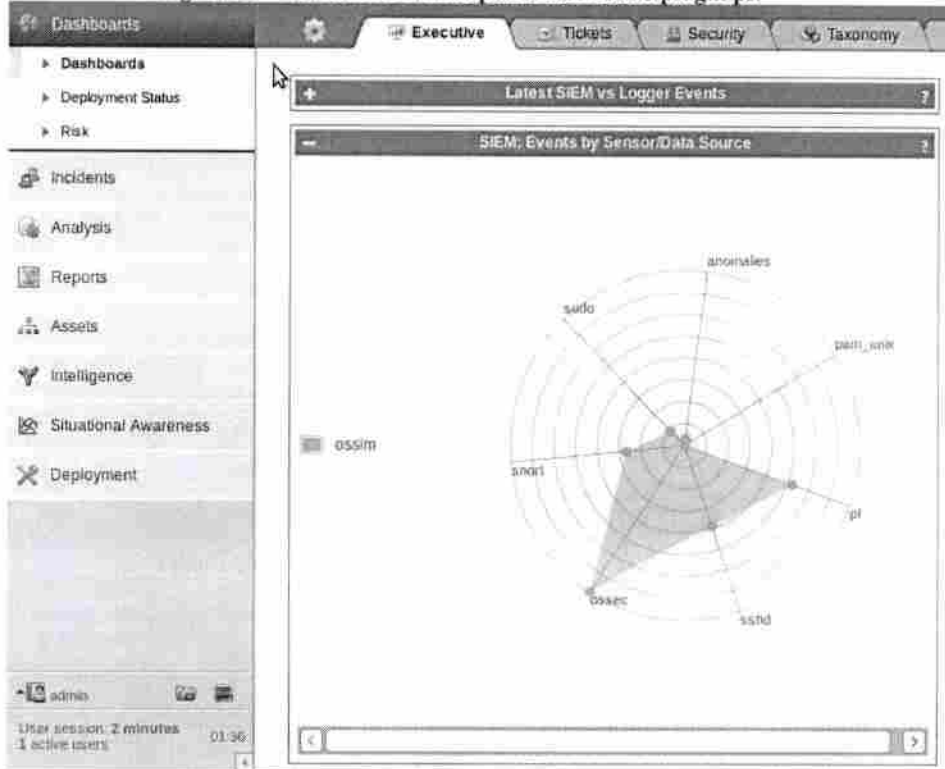 Dashboards
Executive
Tickets
Security
Taxonomy
Dashboards
Deployment Status
Risk
Incidents
Analysis
Reports
Assets
Intelligence
Situational Awareness
Deployment
admin
User session: 2 minutes
1 active users
01:36
Latest SIEM vs Logger Events
?
SIEM: Events by Sensor/Data Source
?
anomalies
sudo
pam_unix
ossim
snort
ossec
sshd